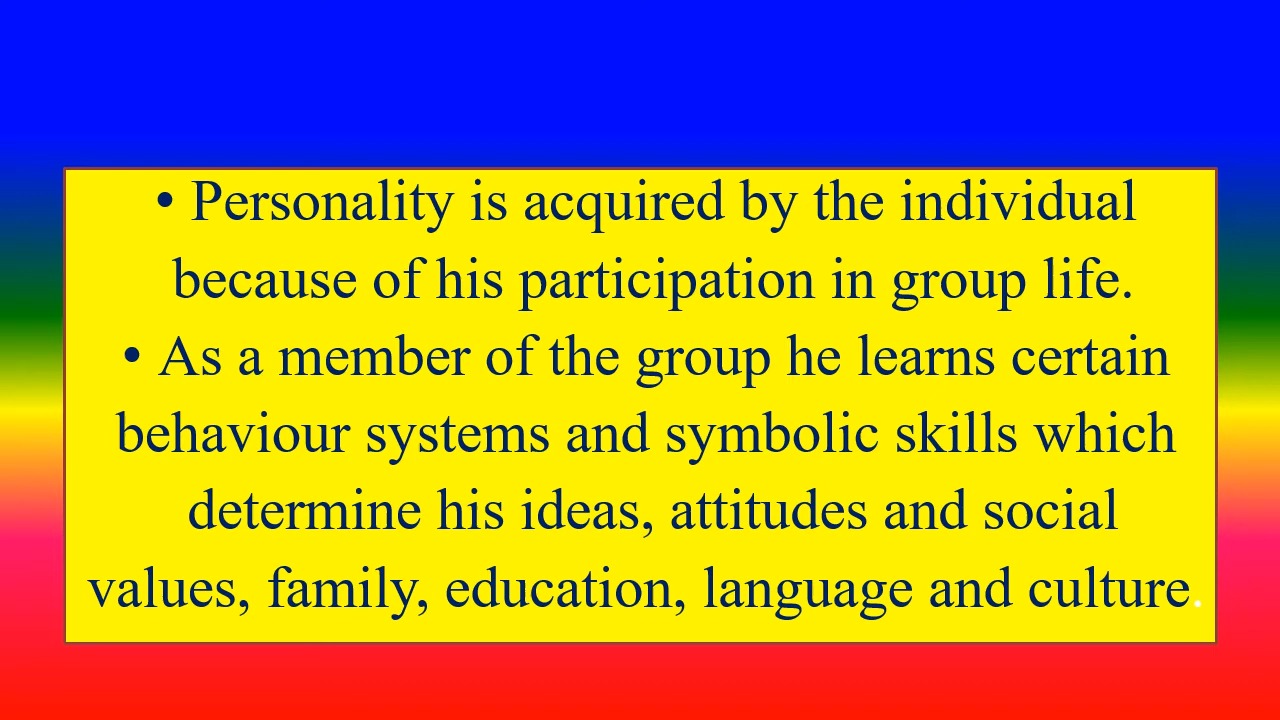 • Personality is acquired by the individual
because of his participation in group life.
• As a member of the group he learns certain
behaviour systems and symbolic skills which
determine his ideas, attitudes and social
values, family, education, language and culture.